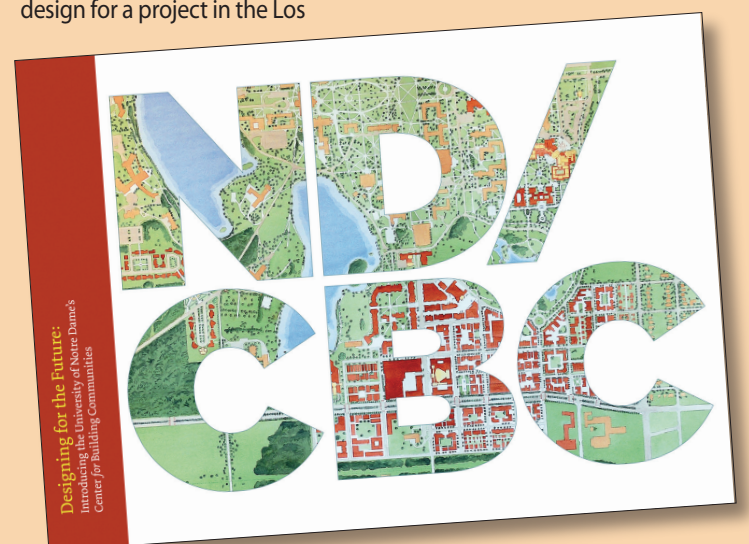 design for a project in the Los
ND/
CBC
Designing for the Future:
Introducing the University of Notre Dame's
Center for Building Communities